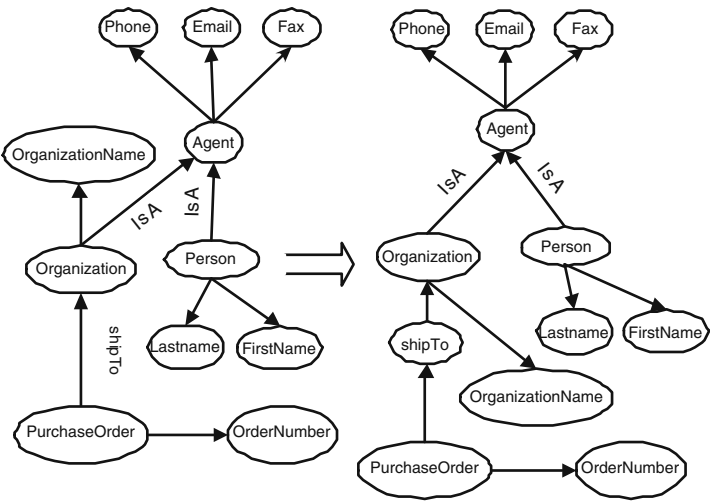 Phone
Email
Fax
Agent
OrganizationName
IsA
IsA
Organization
Person
shipTo
Lastname
FirstName
PurchaseOrder
OrderNumber
Phone
Email
Fax
Agent
IsA
IsA
Organization
Person
shipTo
Lastname
FirstName
OrganizationName
PurchaseOrder
OrderNumber